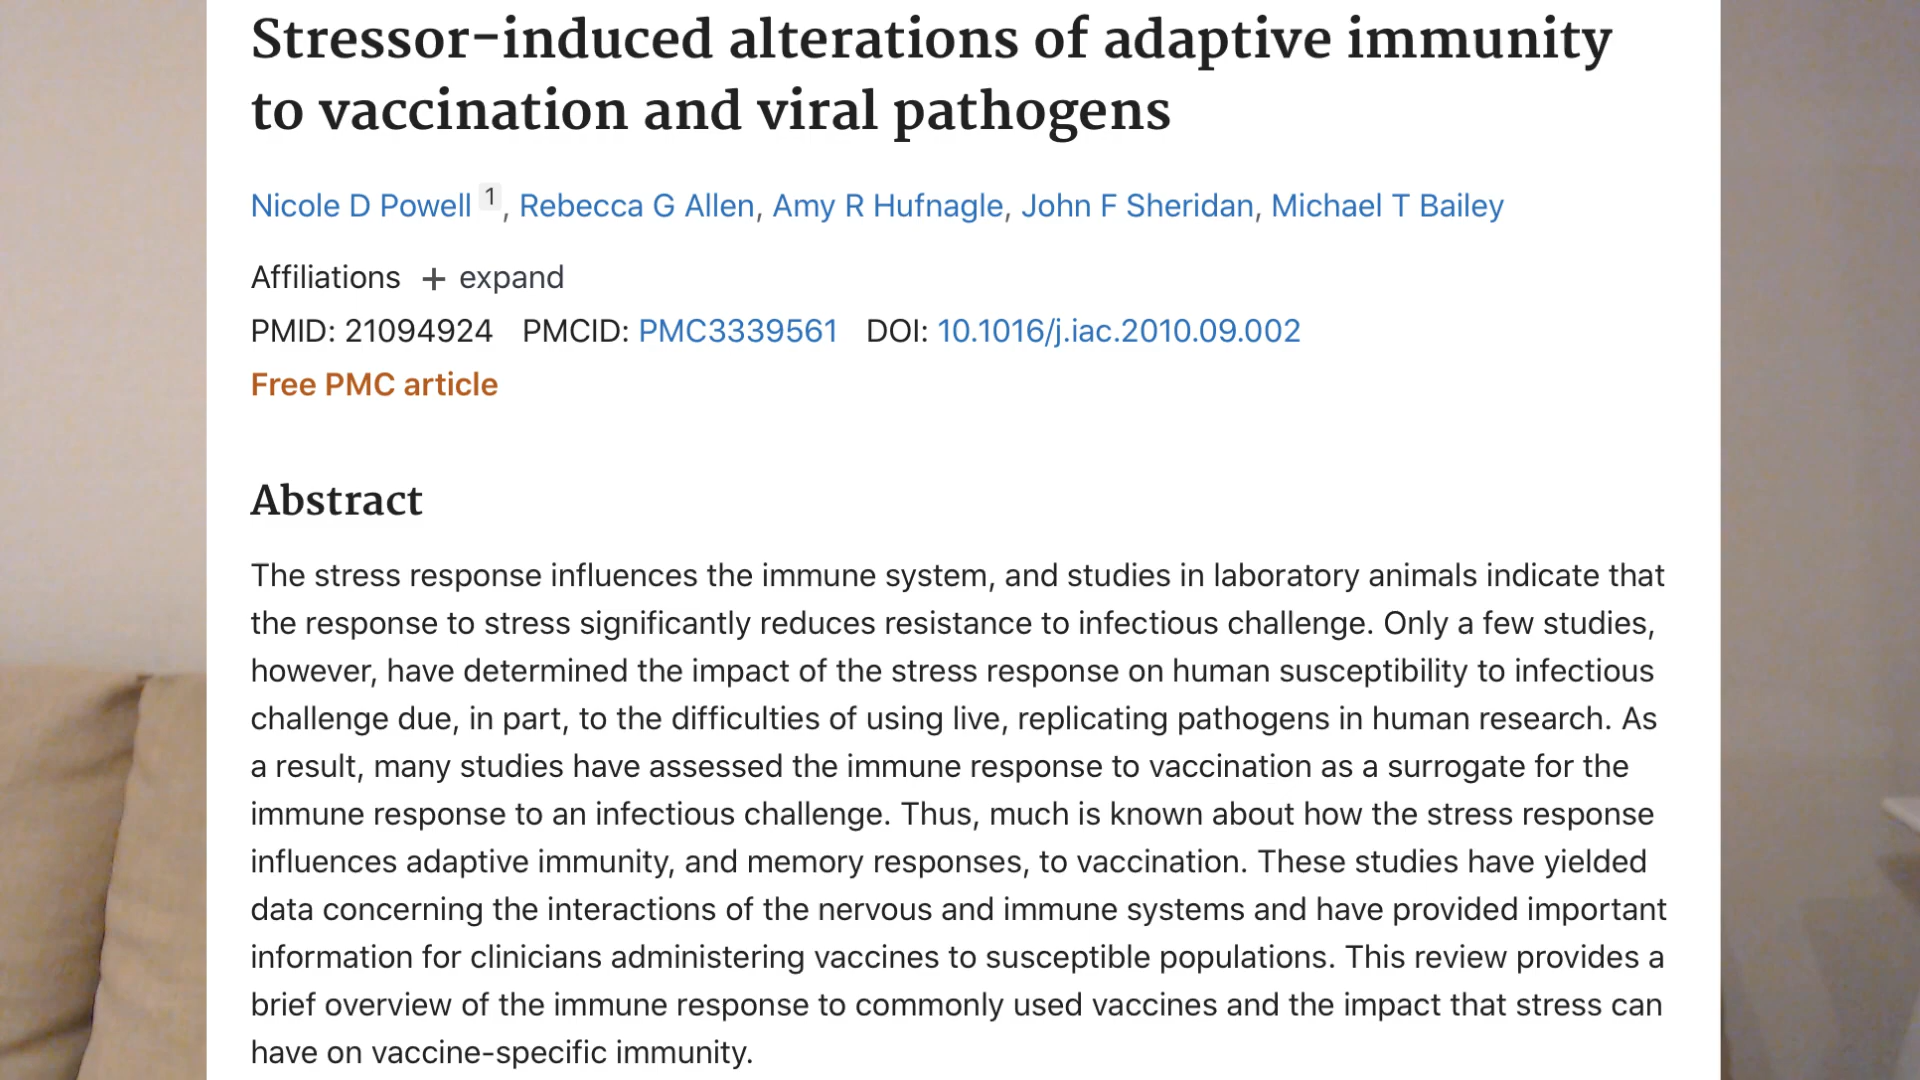 Stressor-induced alterations of adaptive immunity
to vaccination and viral pathogens
Nicole D Powell 1, Rebecca G Allen, Amy R Hufnagle, John F Sheridan, Michael T Bailey
Affiliations + expand
PMID: 21094924 PMCID: PMC3339561 DOI: 10.1016/j.iac.2010.09.002
Free PMC article
Abstract
The stress response influences the immune system, and studies in laboratory animals indicate that
the response to stress significantly reduces resistance to infectious challenge. Only a few studies,
however, have determined the impact of the stress response on human susceptibility to infectious
challenge due, in part, to the difficulties of using live, replicating pathogens in human research. As
a result, many studies have assessed the immune response to vaccination as a surrogate for the
immune response to an infectious challenge. Thus, much is known about how the stress response
influences adaptive immunity, and memory responses, to vaccination. These studies have yielded
data concerning the interactions of the nervous and immune systems and have provided important
information for clinicians administering vaccines to susceptible populations. This review provides a
brief overview of the immune response to commonly used vaccines and the impact that stress can
have on vaccine-specific immunity.